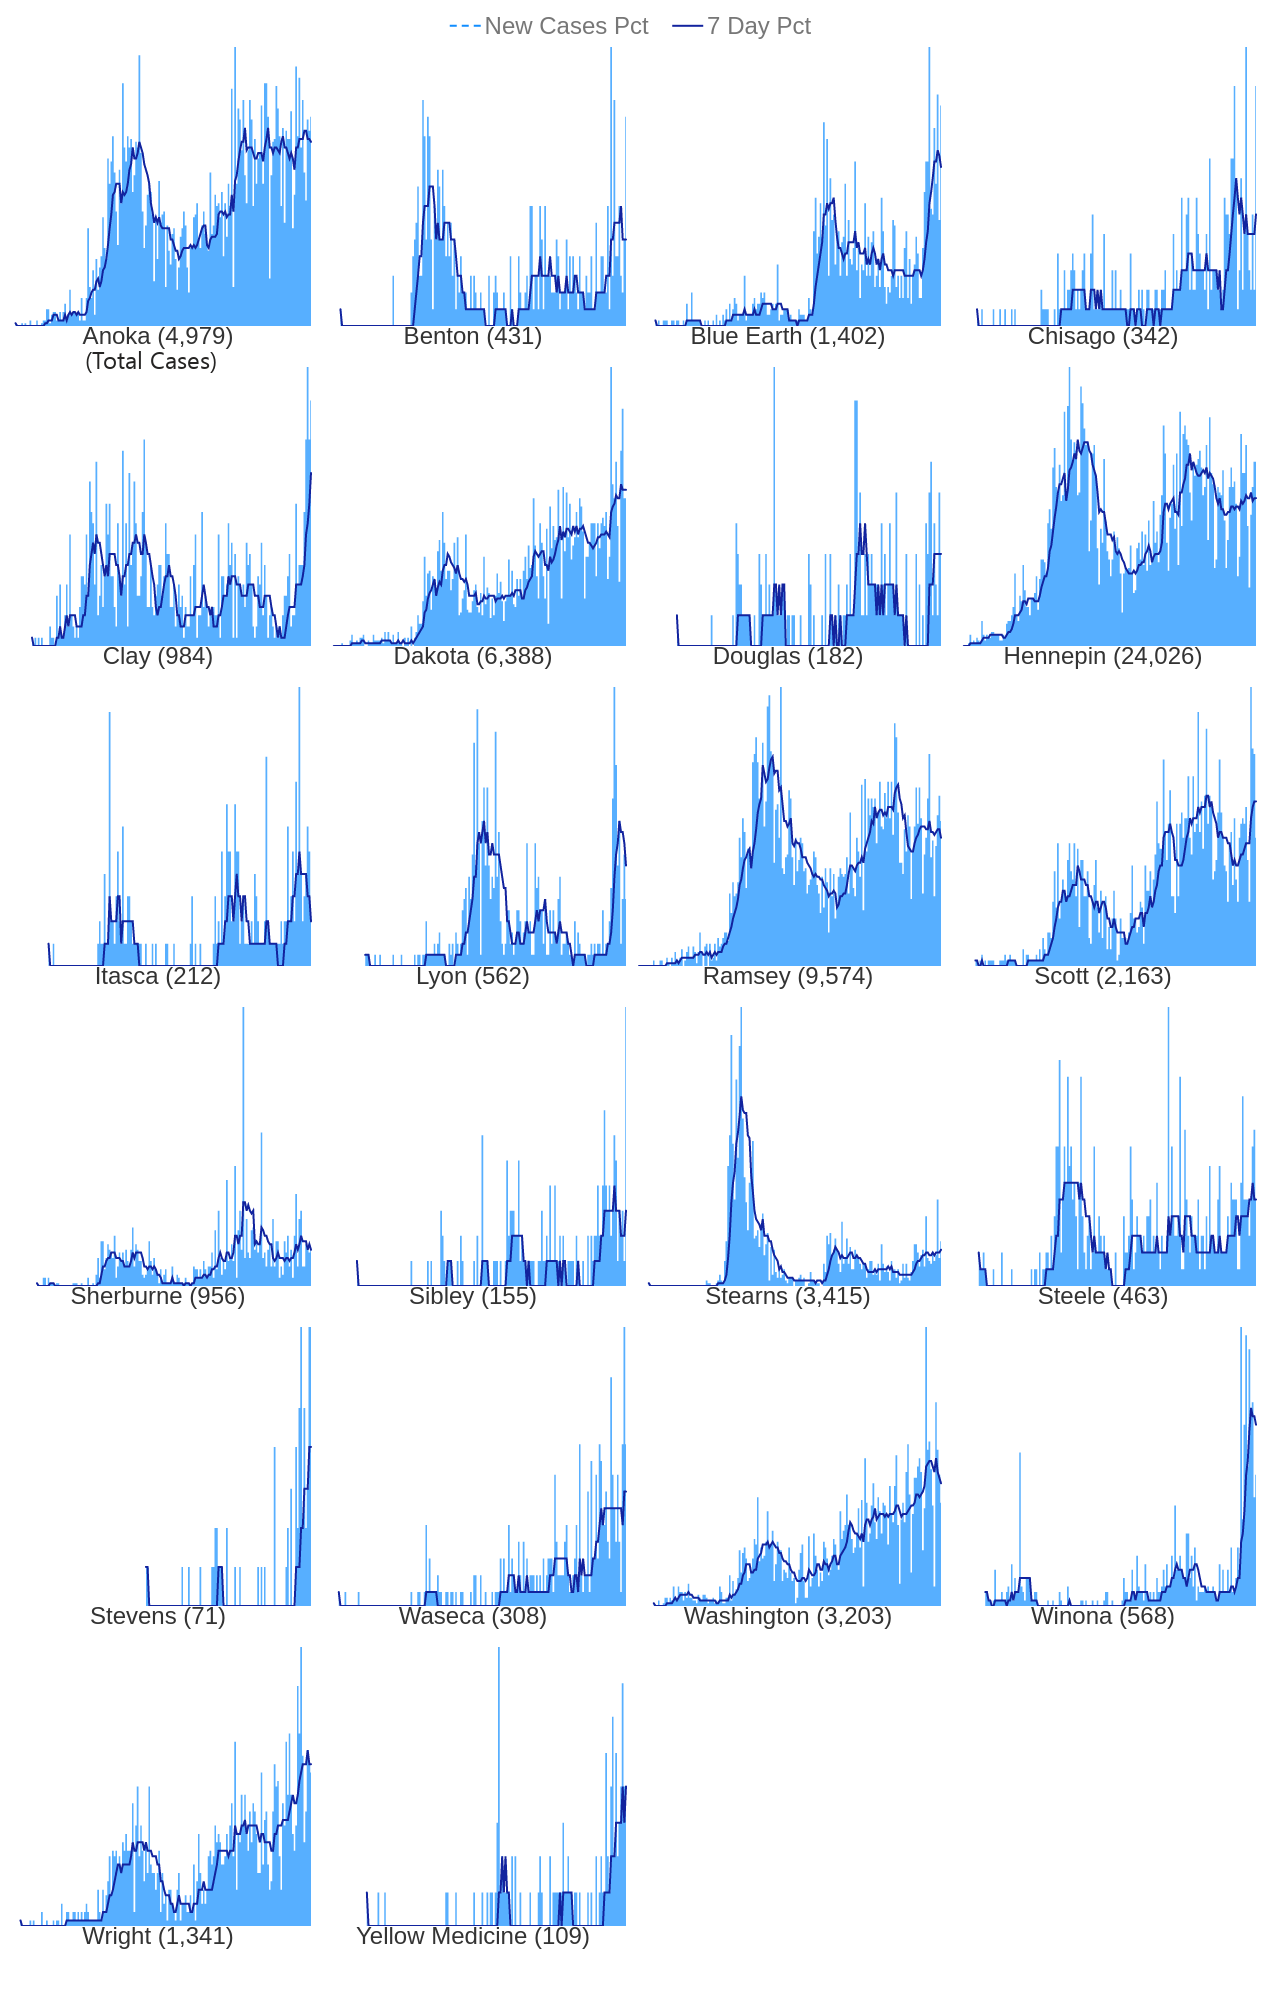 New Cases Pct 7 Day Pct
Anoka (4,979) Benton (431) Blue Earth (1,402) Chisago (342)
(Total Cases)
Clay (984) Dakota (6,388) Douglas (182) Hennepin (24,026)
Itasca (212) Lyon (562) Ramsey (9,574) Scott (2,163)
Sherburne (956) Sibley (155) Stearns (3,415) Steele (463)
Stevens (71) Waseca (308) Washington (3,203) Winona (568)
Wright (1,341) Yellow Medicine (109)